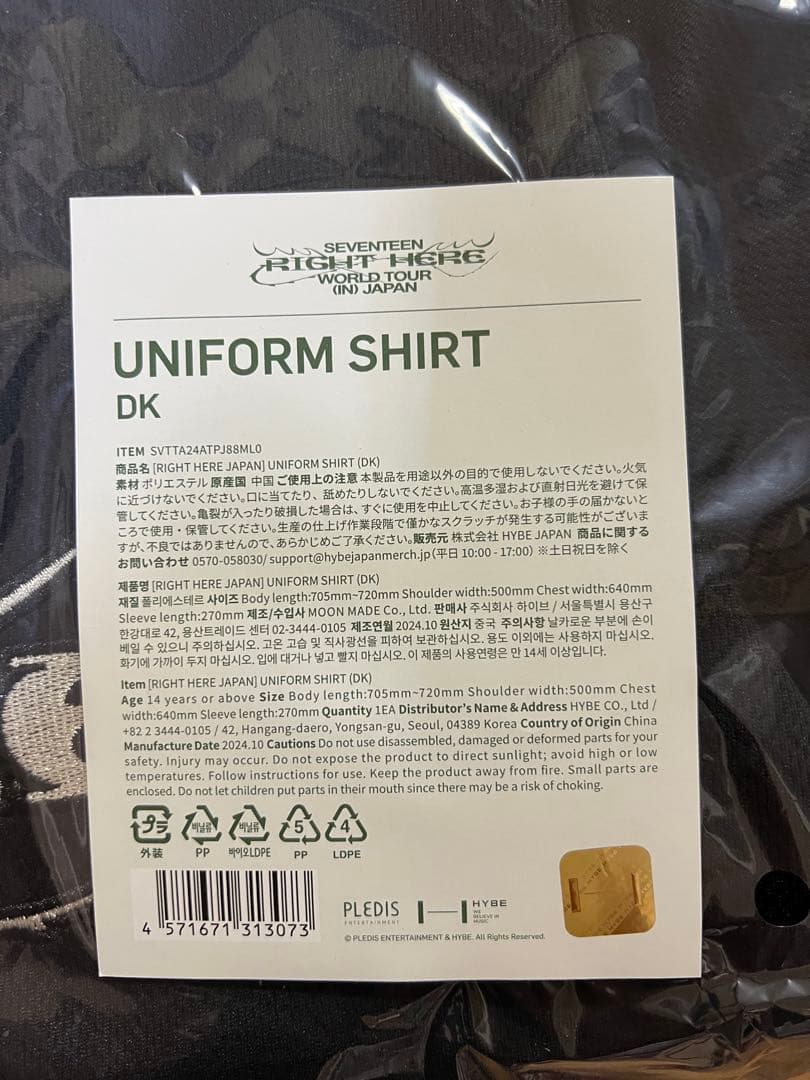 SEVENTEEN
RIGHT HERE
WORLD TOUR
(IN) JAPAN
UNIFORM SHIRT
DK
ITEM SVTTA24ATPJ88ML0
商品名 [RIGHT HERE JAPAN] UNIFORM SHIRT (DK)
素材 ポリエステル 原産国 中国 ご使用上の注意 本製品を用途以外の目的で使用しないでください。火気
に近づけないでください。口に当てたり、舐めたりしないでください。高温多湿および直射日光を避けて保
管してください。亀裂が入ったり破損した場合は、すぐに使用を中止してください。お子様の手の届かないと
ころで使用・保管してください。生産の仕上げ作業段階で僅かなスクラッチが発生する可能性がございま
すが、不良ではありませんので、あらかじめご了承ください。販売元 株式会社 HYBE JAPAN 商品に関する
お問い合わせ 0570-058030/ support@hybejapanmerch.jp(平日 10:00 - 17:00) ※土日祝日を除く
제품명 [RIGHT HERE JAPAN] UNIFORM SHIRT (DK)
재질 폴리에스테르 사이즈 Body length:705mm~720mm Shoulder width:500mm Chest width:640mm
Sleeve length:270mm 제조/수입사 MOON MADE Co., Ltd. 판매사 주식회사 하이브 / 서울특별시 용산구
한강대로 42, 용산트레이드 센터 02-3444-0105 제조연월 2024.10 원산지 중국 주의사항 날카로운 부분에 손이
베일 수 있으니 주의하십시오. 고온 고습 및 직사광선을 피하여 보관하십시오. 용도 이외에는 사용하지 마십시오.
화기에 가까이 두지 마십시오. 입에 대거나 넣고 빨지 마십시오. 이 제품의 사용연령은 만 14세 이상입니다.
Item [RIGHT HERE JAPAN] UNIFORM SHIRT (DK)
Age 14 years or above Size Body length:705mm~720mm Shoulder width:500mm Chest
width:640mm Sleeve length:270mm Quantity 1EA Distributor's Name & Address HYBE CO., Ltd /
+82 2 3444-0105 / 42, Hangang-daero, Yongsan-gu, Seoul, 04389 Korea Country of Origin China
Manufacture Date 2024.10 Cautions Do not use disassembled, damaged or deformed parts for your
safety. Injury may occur. Do not expose the product to direct sunlight; avoid high or low
temperatures. Follow instructions for use. Keep the product away from fire. Small parts are
enclosed. Do not let children put parts in their mouth since there may be a risk of choking.
プラ 비닐류 비닐류 5 4
外装 PP 바이오LDPE PP LDPE
4 571671 313073
PLEDIS
ENTERTAINMENT
HYBE
WE
BELIEVE IN
MUSIC
© PLEDIS ENTERTAINMENT & HYBE. All Rights Reserved.